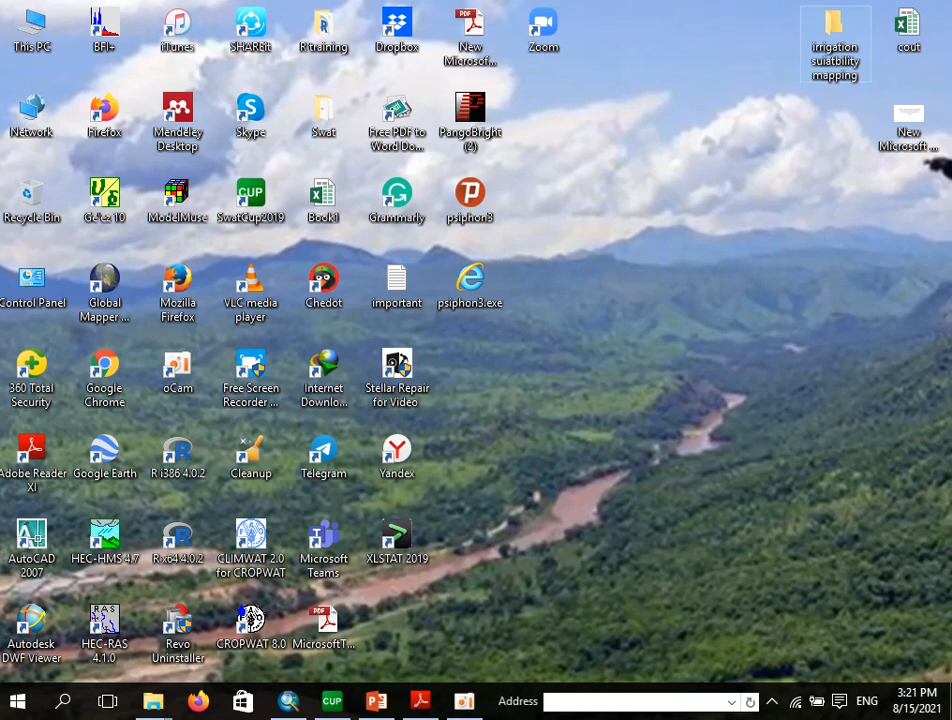 This PC
BFI+
iTunes
SHAREit
R training
Dropbox
New
Microsof...
Zoom
irrigation
suiatbility
mapping
cout
Network
Firefox
Mendeley
Desktop
Skype
Swat
Free PDF to
Word Do...
PangoBright
(2)
New
Microsoft ...
Recycle Bin
Ge'ez 10
ModelMuse
SwatCup2019
Book1
Grammarly
psiphon3
Control Panel
Global
Mapper ...
Mozilla
Firefox
VLC media
player
Chedot
important
psiphon3.exe
360 Total
Security
Google
Chrome
oCam
Free Screen
Recorder ...
Internet
Downlo...
Stellar Repair
for Video
Adobe Reader
XI
Google Earth
R i386 4.0.2
Cleanup
Telegram
Yandex
AutoCAD
2007
HEC-HMS 4.7
R x64 4.0.2
CLIMWAT 2.0
for CROPWAT
Microsoft
Teams
XLSTAT 2019
Autodesk
DWF Viewer
HEC-RAS
4.1.0
Revo
Uninstaller
CROPWAT 8.0
MicrosoftT...
CUP
Address
ENG
3:21 PM
8/15/2021